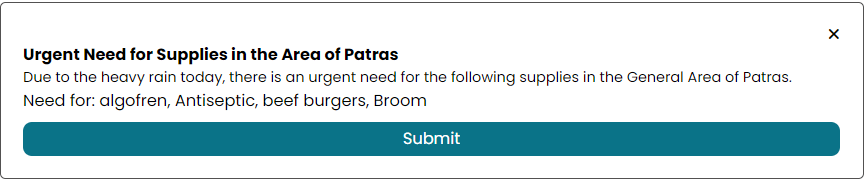 ×
Urgent Need for Supplies in the Area of Patras
Due to the heavy rain today, there is an urgent need for the following supplies in the General Area of Patras.
Need for: algofren, Antiseptic, beef burgers, Broom
Submit